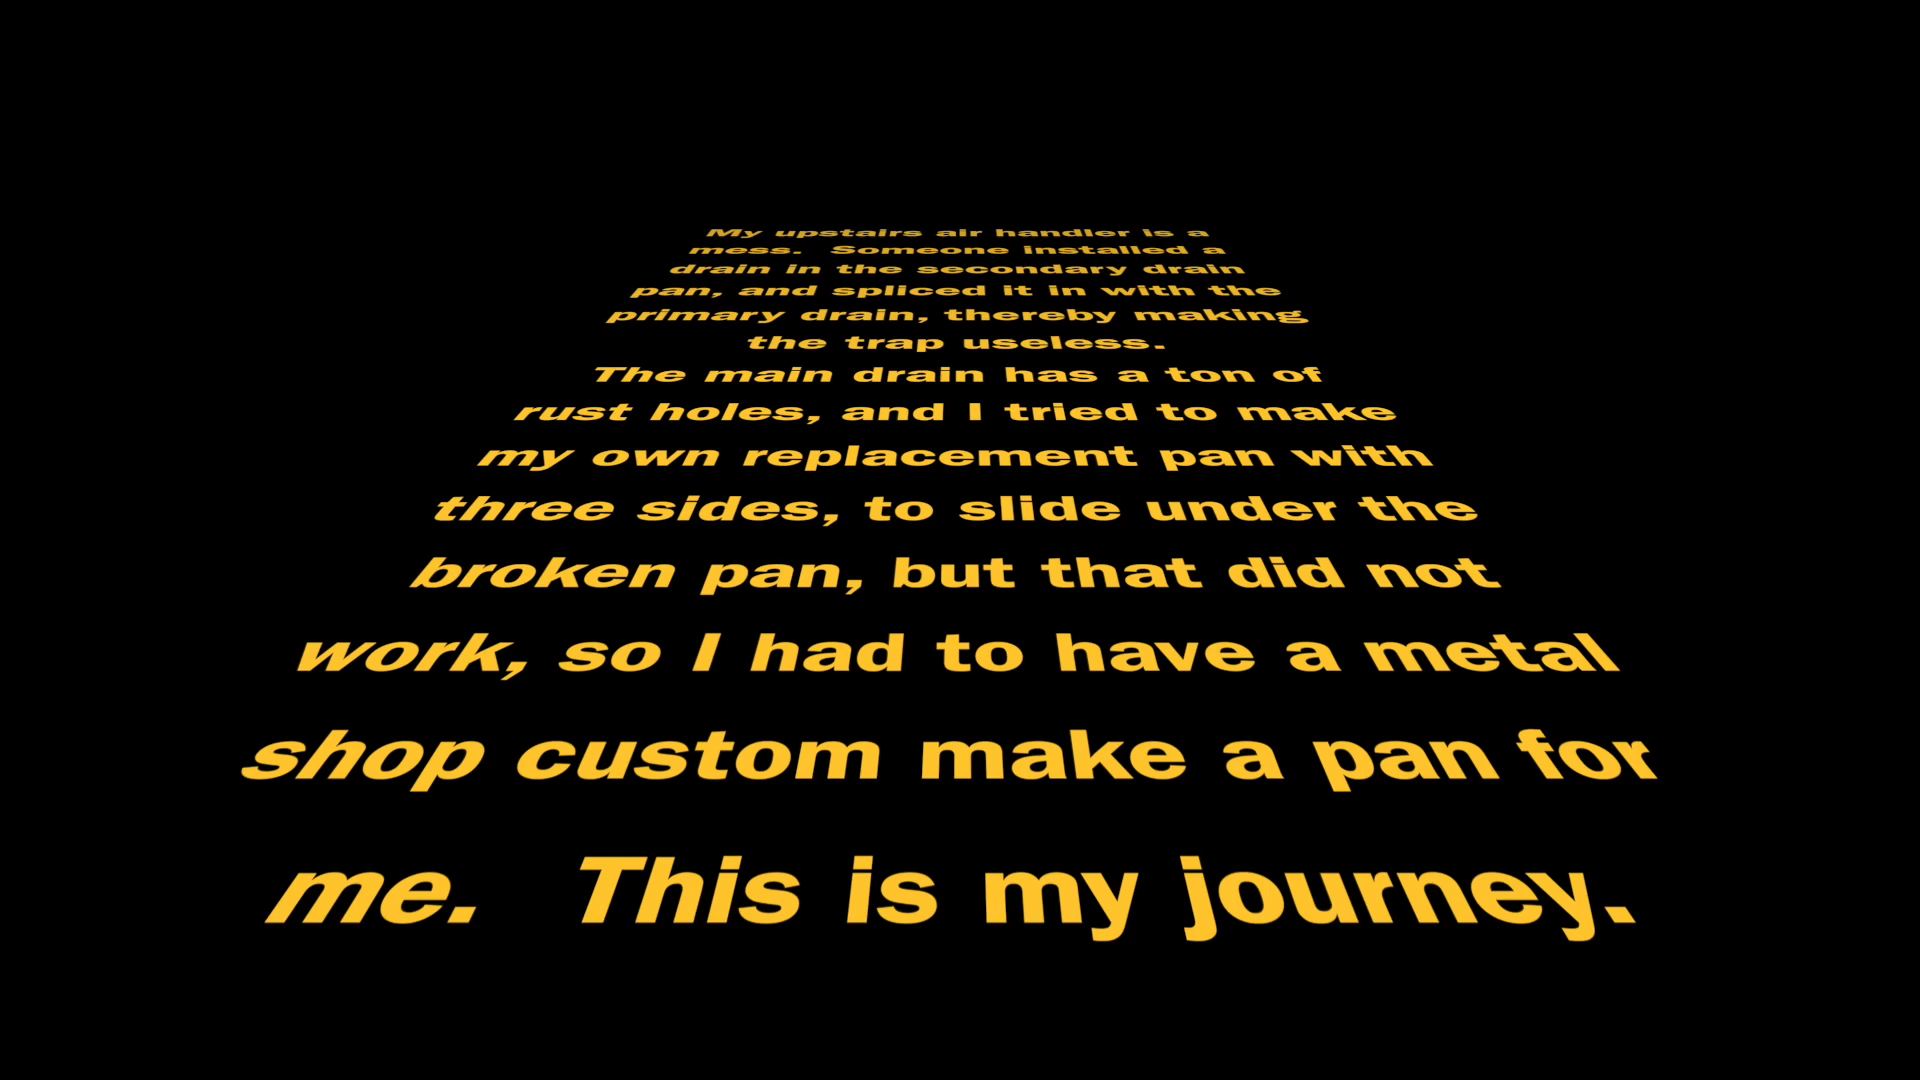 My upstairs air handler is a
mess.  Someone installed a
drain in the secondary drain
pan, and spliced it in with the
primary drain, thereby making
the trap useless.
The main drain has a ton of
rust holes, and I tried to make
my own replacement pan with
three sides, to slide under the
broken pan, but that did not
work, so I had to have a metal
shop custom make a pan for
me.  This is my journey.